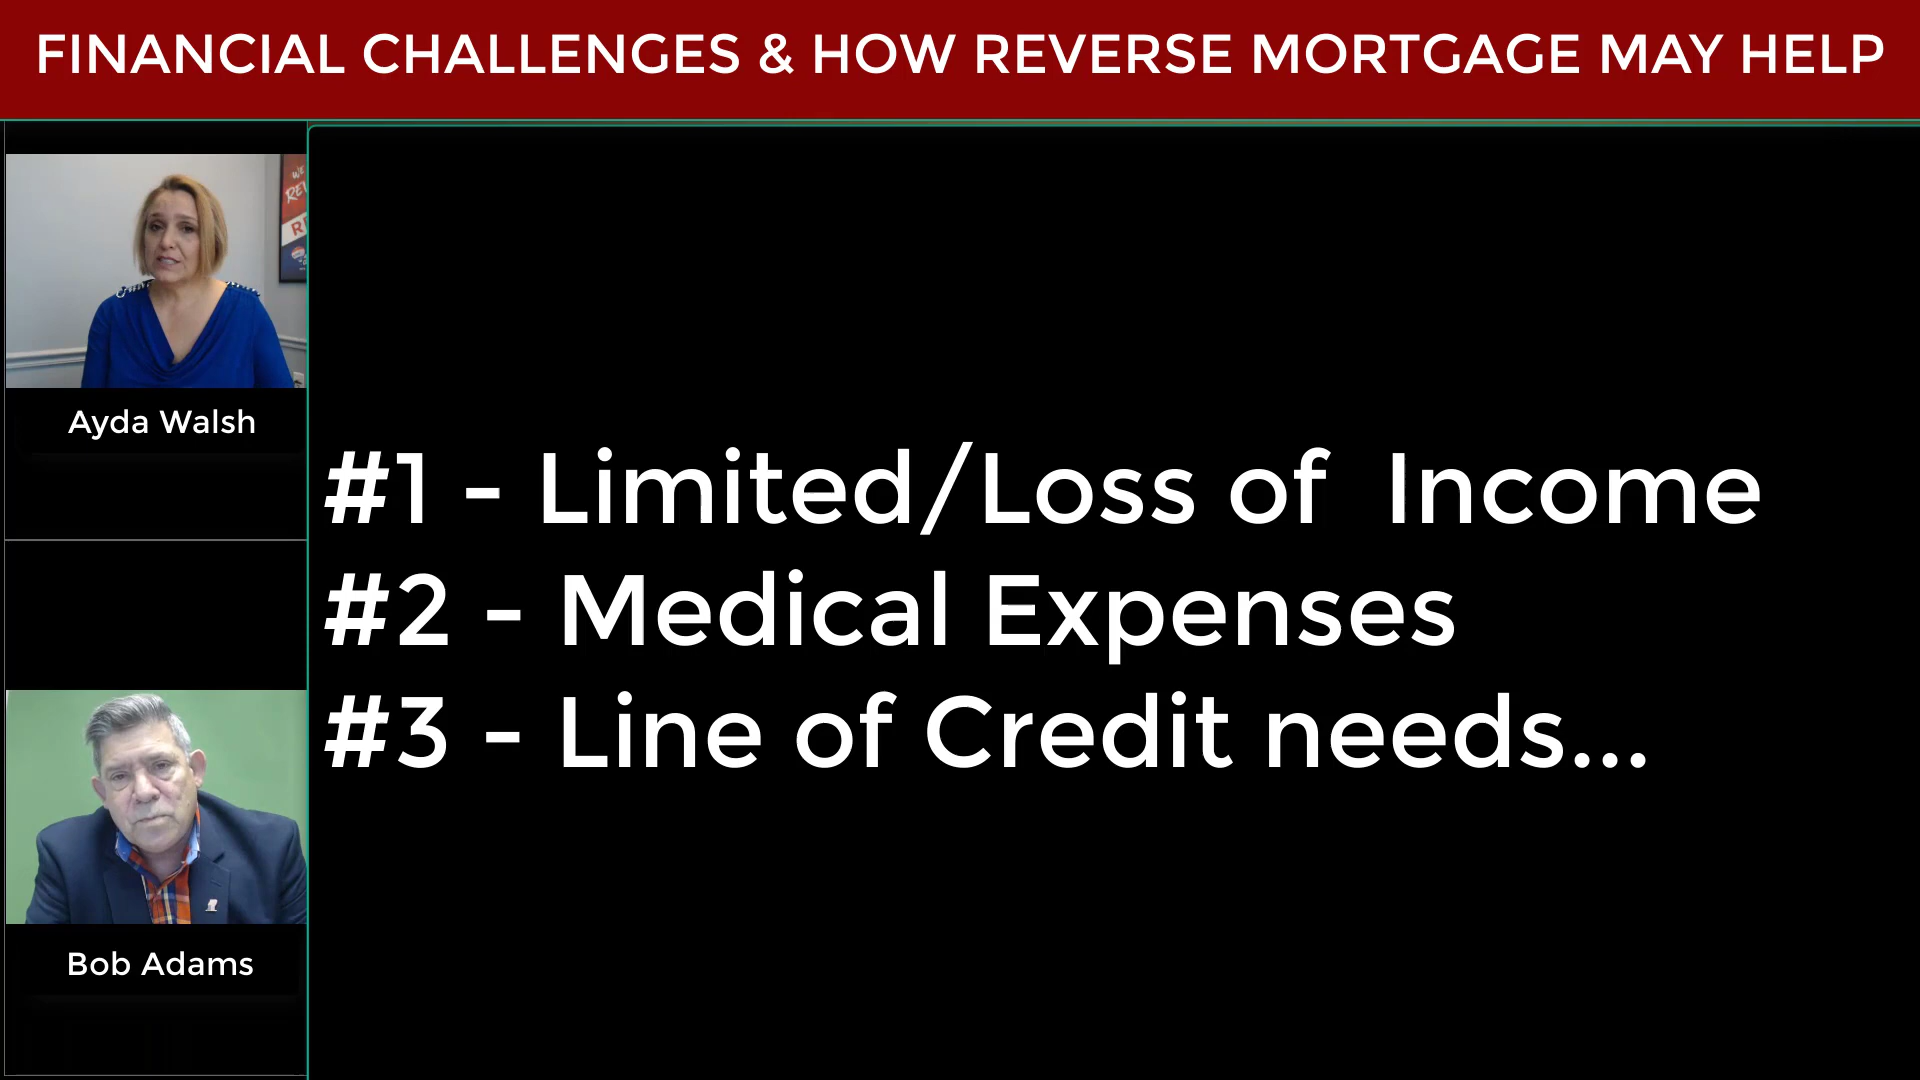 FINANCIAL CHALLENGES & HOW REVERSE MORTGAGE MAY HELP
WE
Ayda Walsh
#1 - Limited/Loss of Income
#2 - Medical Expenses
#3 - Line of Credit needs...
Bob Adams